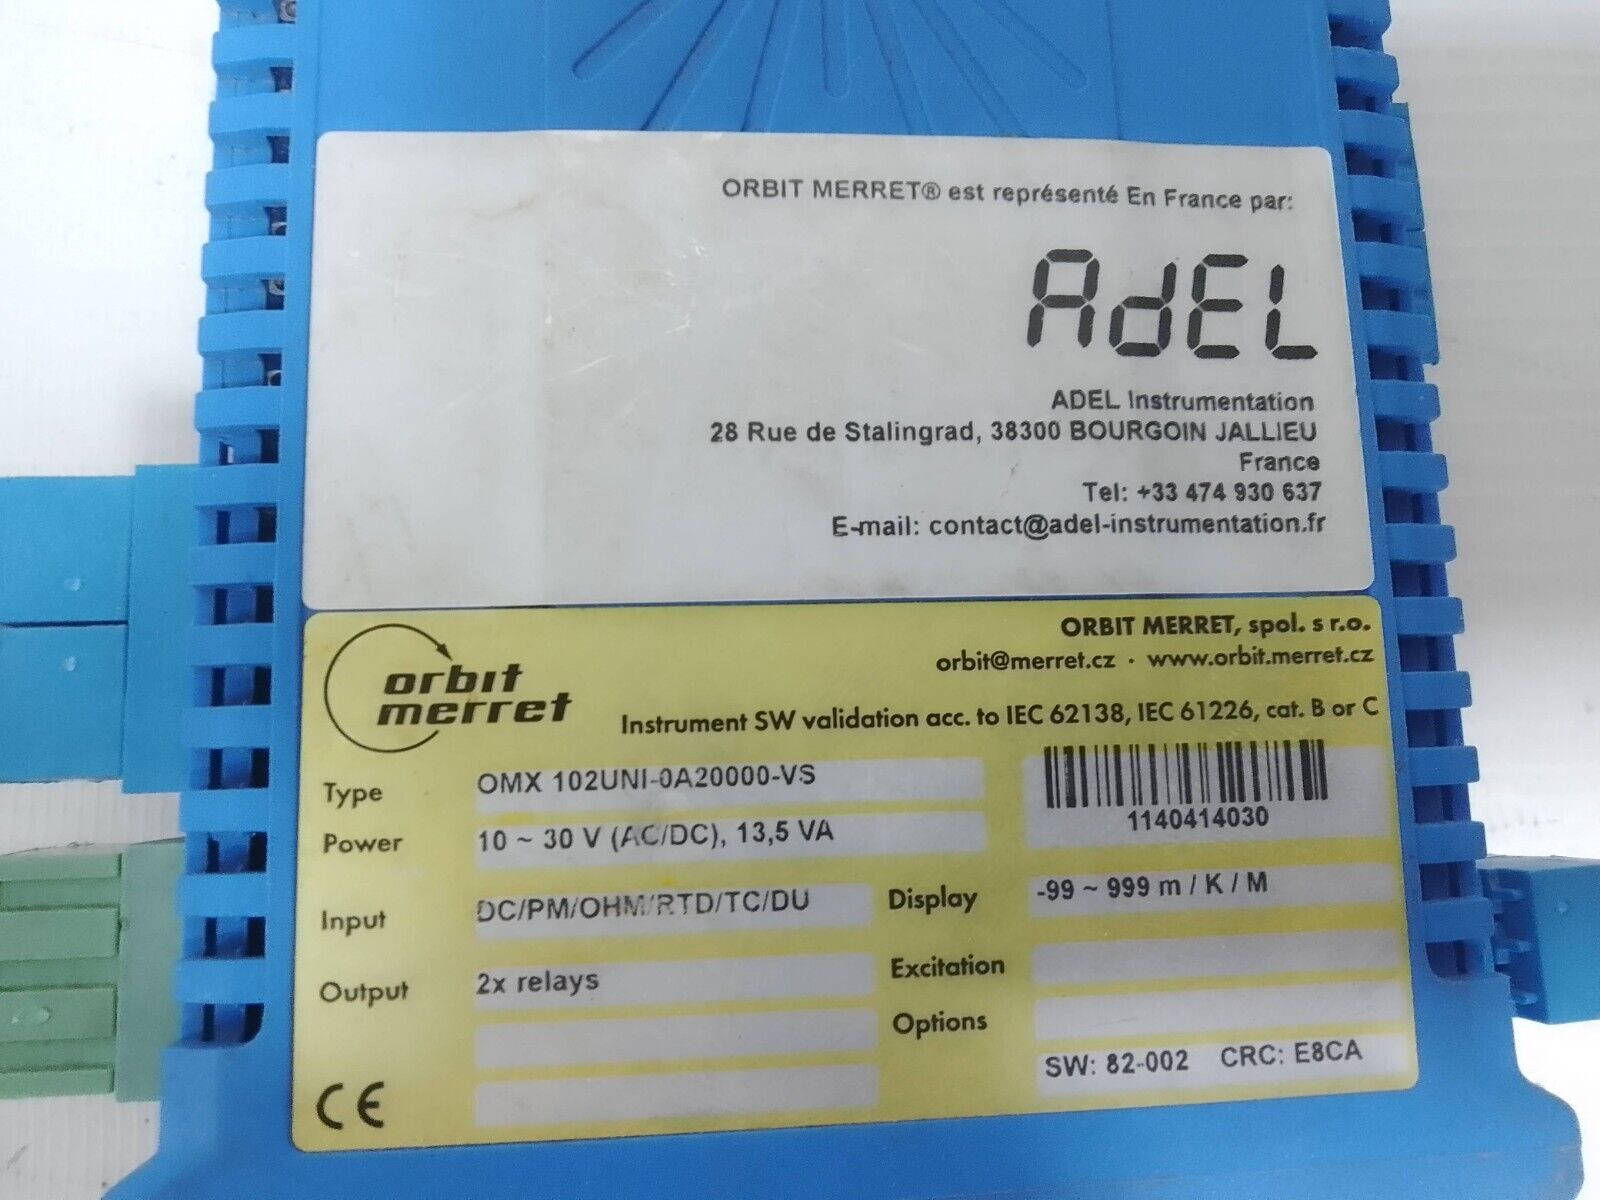 ORBIT MERRET® est représenté En France par:
AdEL
ADEL Instrumentation
28 Rue de Stalingrad, 38300 BOURGOIN JALLIEU
France
Tel: +33 474 930 637
E-mail: contact@adel-instrumentation.fr
orbit
merret
ORBIT MERRET, spol. s r.o.
orbit@merret.cz · www.orbit.merret.cz
Instrument SW validation acc. to IEC 62138, IEC 61226, cat. B or C
Type OMX 102UNI-0A20000-VS
1140414030
Power 10 ~ 30 V (AC/DC), 13,5 VA
Input DC/PM/OHM/RTD/TC/DU Display -99 ~ 999 m / K / M
Output 2x relays Excitation
Options
SW: 82-002 CRC: E8CA
CE